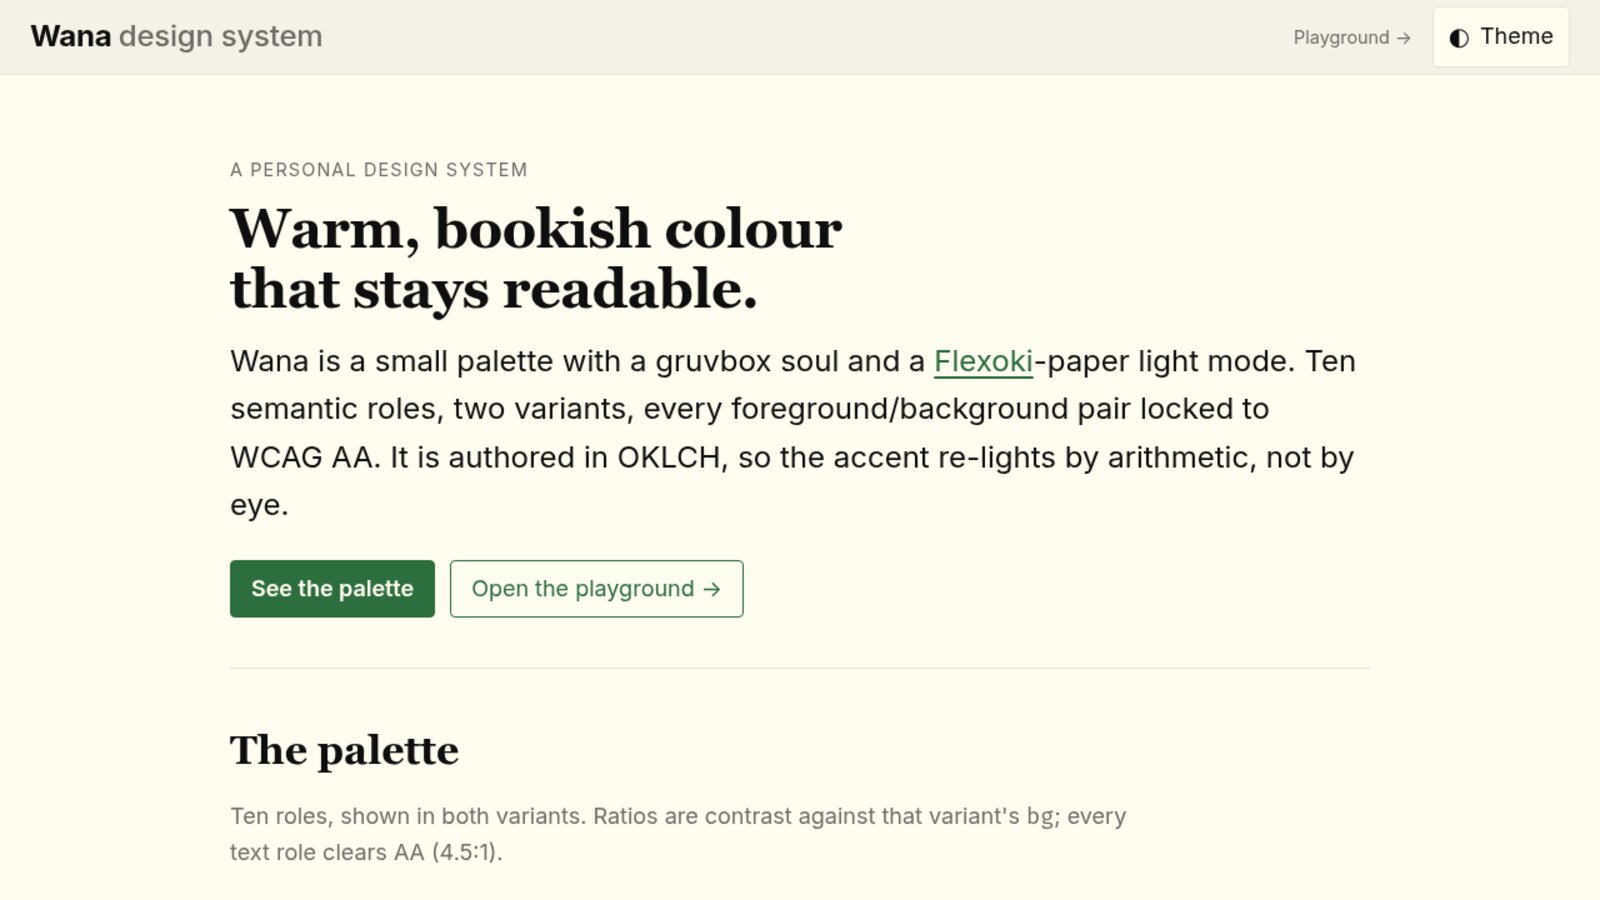 Wana design system
Playground →
Theme
A PERSONAL DESIGN SYSTEM
Warm, bookish colour
that stays readable.
Wana is a small palette with a gruvbox soul and a Flexoki-paper light mode. Ten
semantic roles, two variants, every foreground/background pair locked to
WCAG AA. It is authored in OKLCH, so the accent re-lights by arithmetic, not by
eye.
See the palette
Open the playground →
The palette
Ten roles, shown in both variants. Ratios are contrast against that variant's bg; every
text role clears AA (4.5:1).